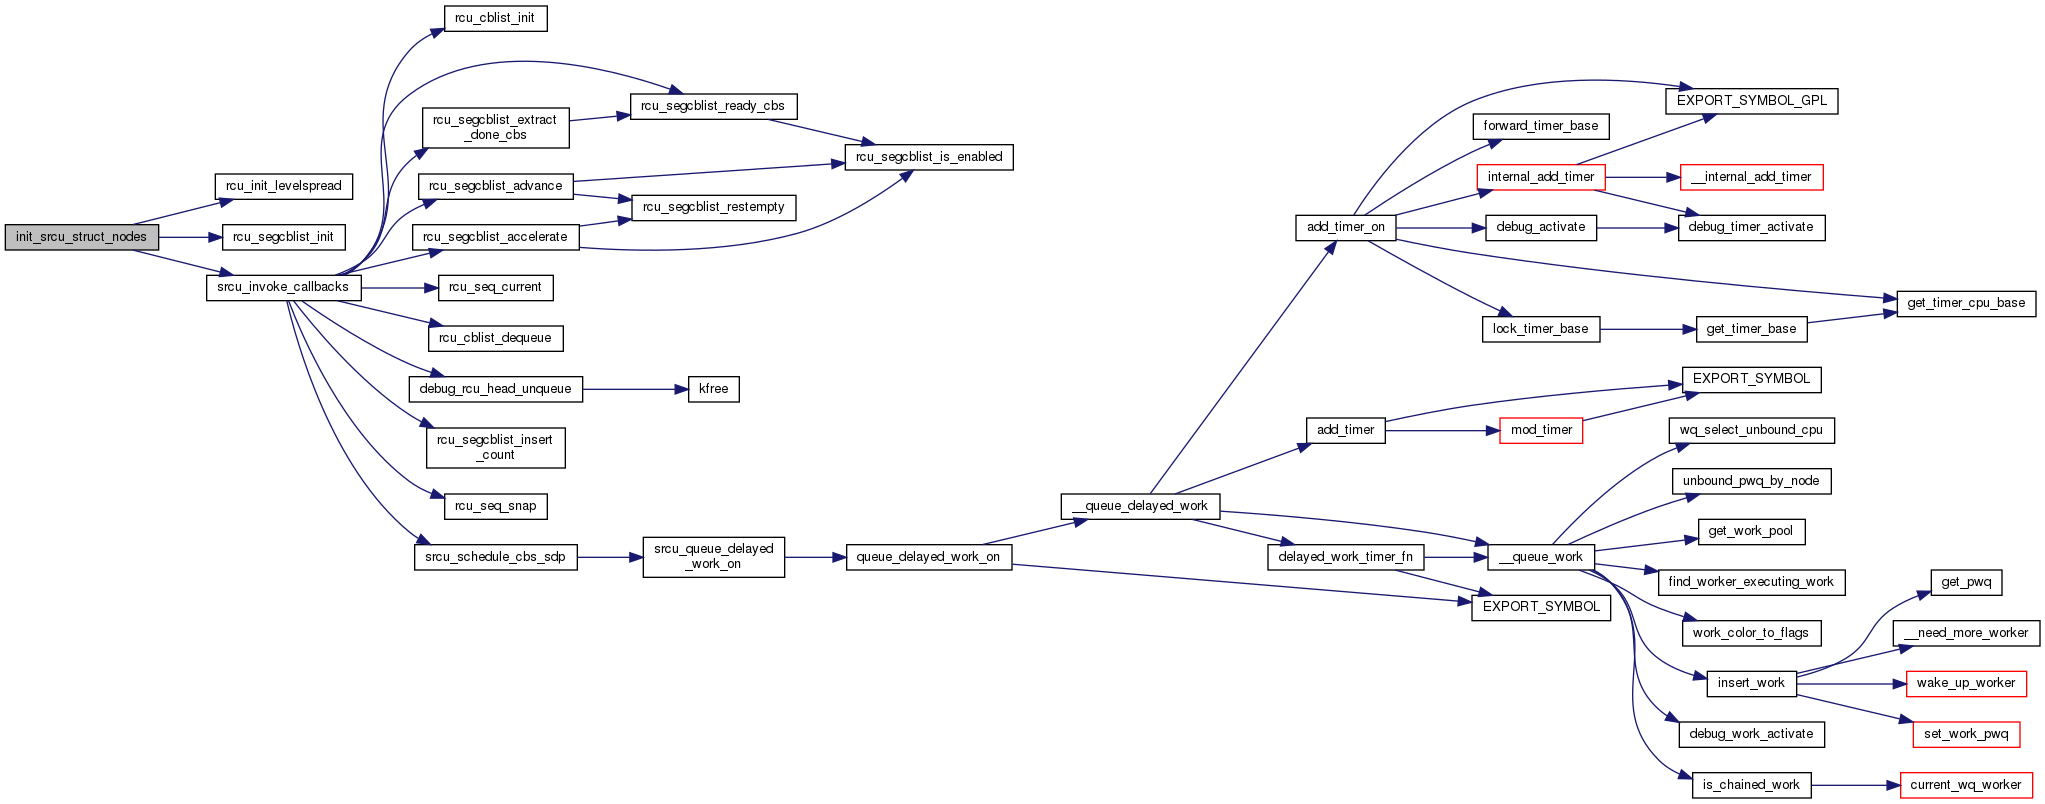 init_srcu_struct_nodes
rcu_init_levelspread
rcu_segcblist_init
srcu_invoke_callbacks
rcu_cblist_init
rcu_segcblist_extract
_done_cbs
rcu_segcblist_advance
rcu_segcblist_accelerate
rcu_seq_current
rcu_cblist_dequeue
debug_rcu_head_unqueue
rcu_segcblist_insert
_count
rcu_seq_snap
srcu_schedule_cbs_sdp
rcu_segcblist_ready_cbs
rcu_segcblist_restempty
kfree
srcu_queue_delayed
_work_on
rcu_segcblist_is_enabled
queue_delayed_work_on
__queue_delayed_work
add_timer_on
add_timer
delayed_work_timer_fn
forward_timer_base
internal_add_timer
debug_activate
lock_timer_base
mod_timer
__queue_work
EXPORT_SYMBOL
EXPORT_SYMBOL_GPL
__internal_add_timer
debug_timer_activate
get_timer_base
EXPORT_SYMBOL
wq_select_unbound_cpu
unbound_pwq_by_node
get_work_pool
find_worker_executing_work
work_color_to_flags
insert_work
debug_work_activate
is_chained_work
get_timer_cpu_base
get_pwq
__need_more_worker
wake_up_worker
set_work_pwq
current_wq_worker